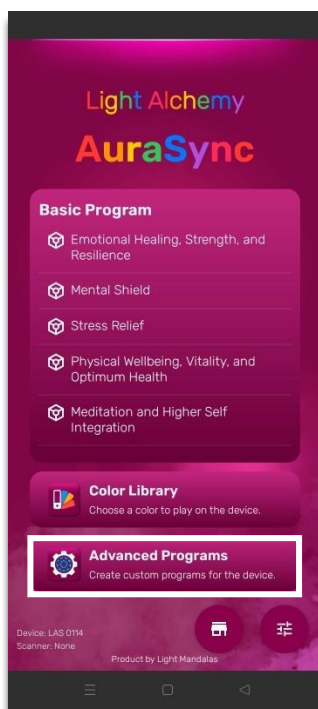 Light Alchemy
AuraSync
Basic Program
Emotional Healing, Strength, and
Resilience
Mental Shield
Stress Relief
Physical Wellbeing, Vitality, and
Optimum Health
Meditation and Higher Self
Integration
Color Library
Choose a color to play on the device.
Advanced Programs
Create custom programs for the device.
Device: LAS 0114
Scanner: None
Product by Light Mandalas